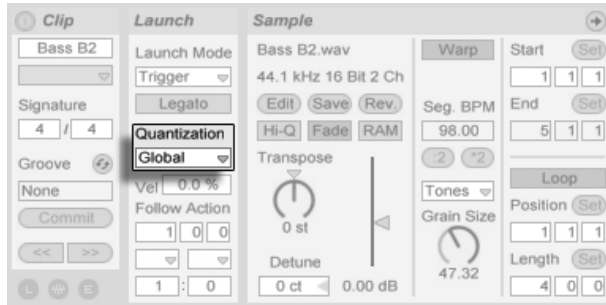 Clip
Bass B2
Signature
4 / 4
Groove
None
Commit
<< >>
L E
Launch
Launch Mode
Trigger
Legato
Quantization
Global
Vel 0.0 %
Follow Action
1 0 0
1 : 0
Sample
Bass B2.wav
44.1 kHz 16 Bit 2 Ch
Edit Save Rev.
Hi-Q Fade RAM
Transpose
0 st
Detune
0 ct 0.00 dB
Warp
Seg. BPM
98.00
:2 *2
Tones
Grain Size
47.32
Start Set
1 1 1
End Set
5 1 1
Loop
Position Set
1 1 1
Length Set
4 0 0